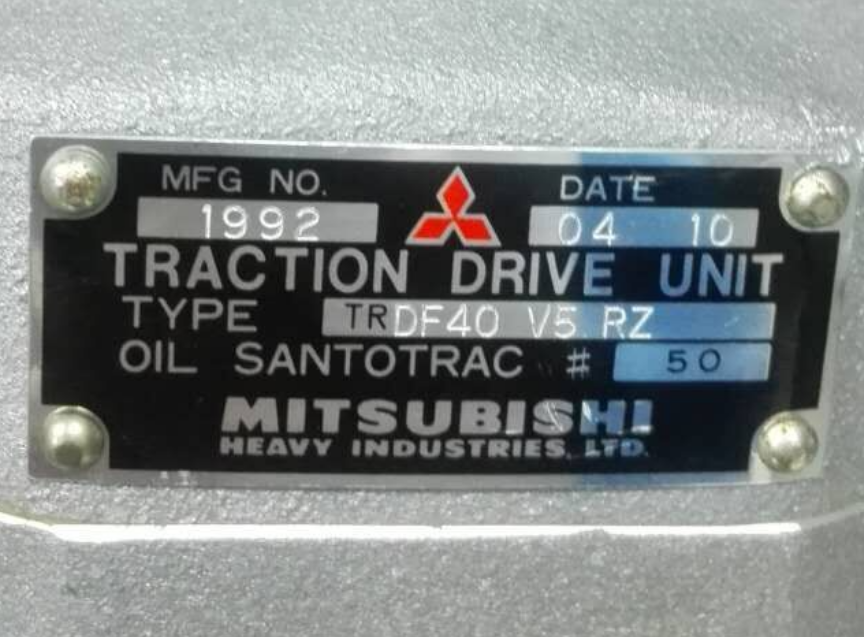 MFG NO. DATE
1992 04 10
TRACTION DRIVE UNIT
TYPE TRDF40 V5 RZ
OIL SANTOTRAC # 50
MITSUBISHI
HEAVY INDUSTRIES, LTD.